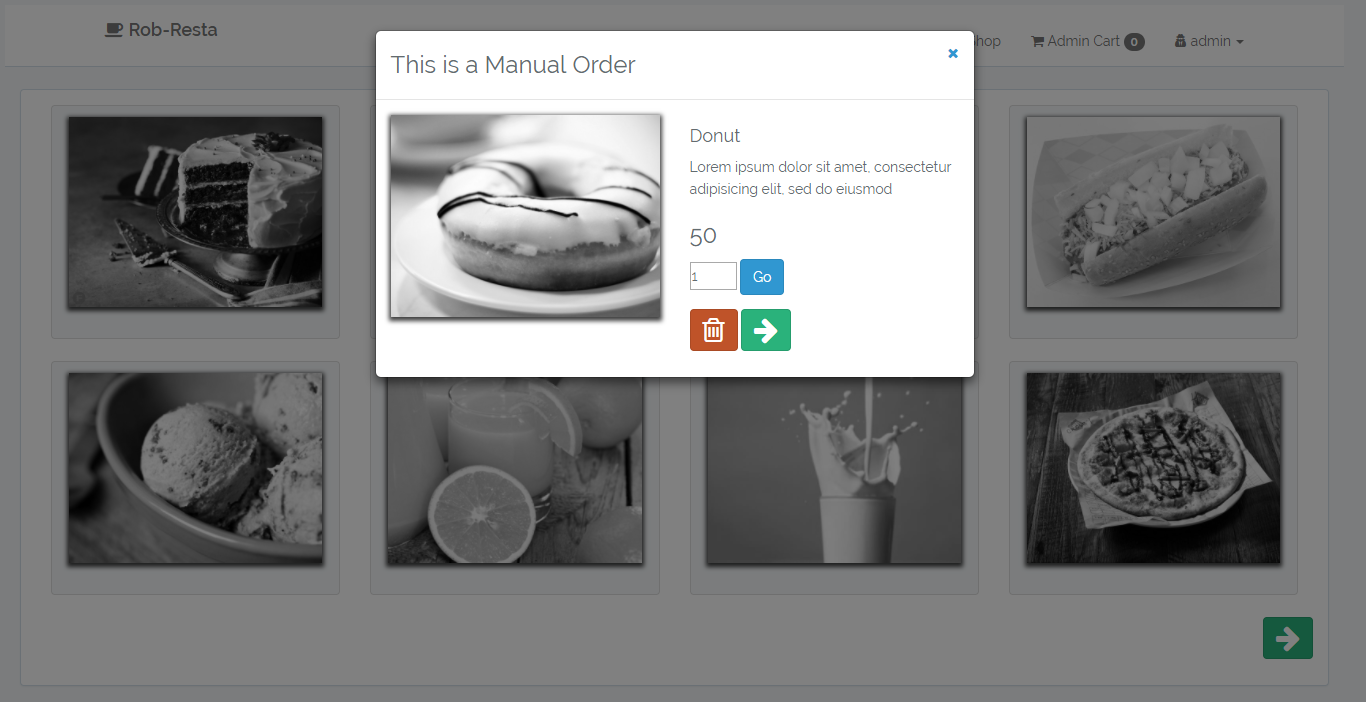 Rob-Resta
hop
Admin Cart 0
admin
This is a Manual Order
Donut
Lorem ipsum dolor sit amet, consectetur
adipisicing elit, sed do eiusmod
50
1
Go